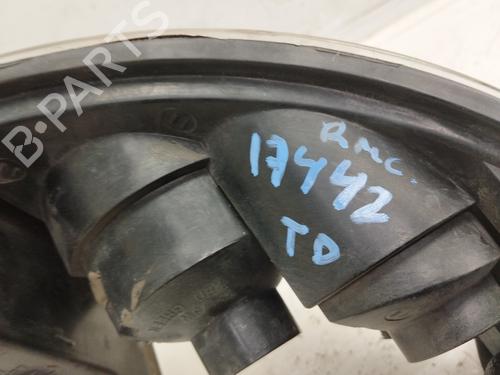 B-PARTS
RMC.
17442
TD